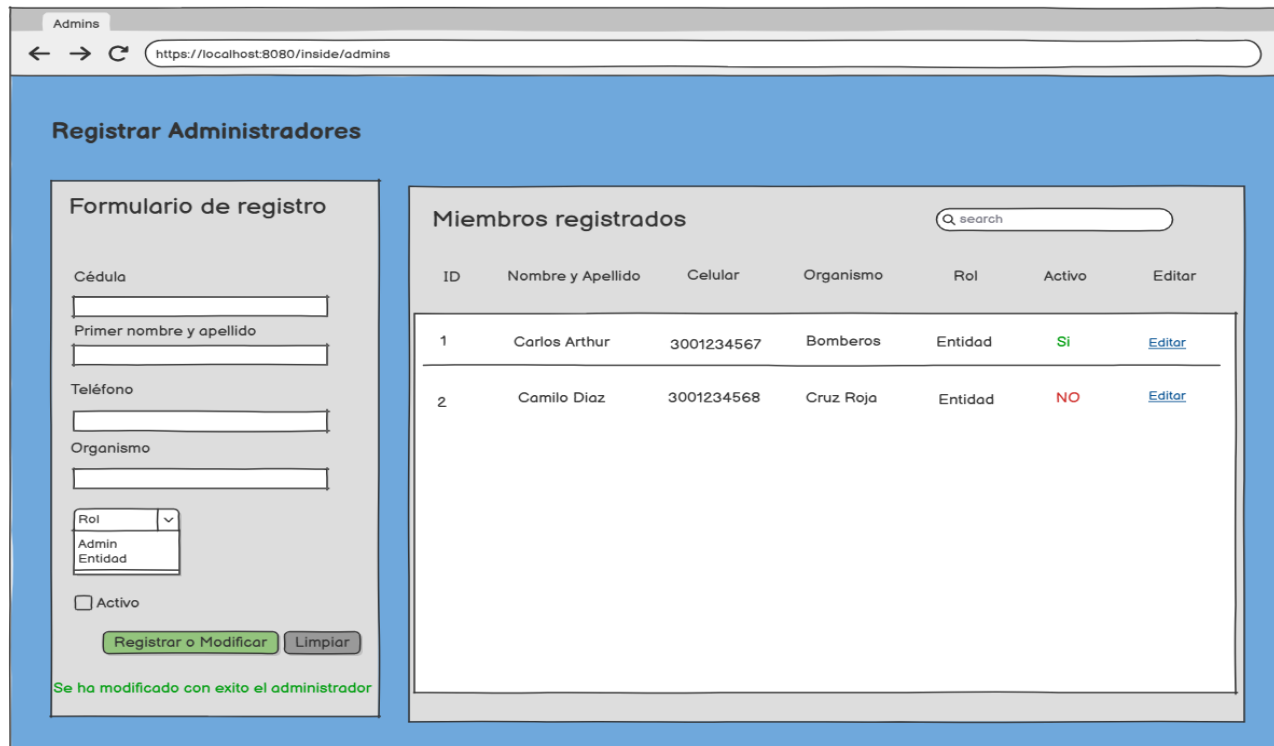 Admins
https://localhost:8080/inside/admins
Registrar Administradores
Formulario de registro
Cédula
Primer nombre y apellido
Teléfono
Organismo
Rol
Admin
Entidad
Activo
Registrar o Modificar Limpiar
Se ha modificado con exito el administrador
Miembros registrados
search
ID Nombre y Apellido Celular Organismo Rol Activo Editar
1 Carlos Arthur 3001234567 Bomberos Entidad Si Editar
2 Camilo Diaz 3001234568 Cruz Roja Entidad NO Editar